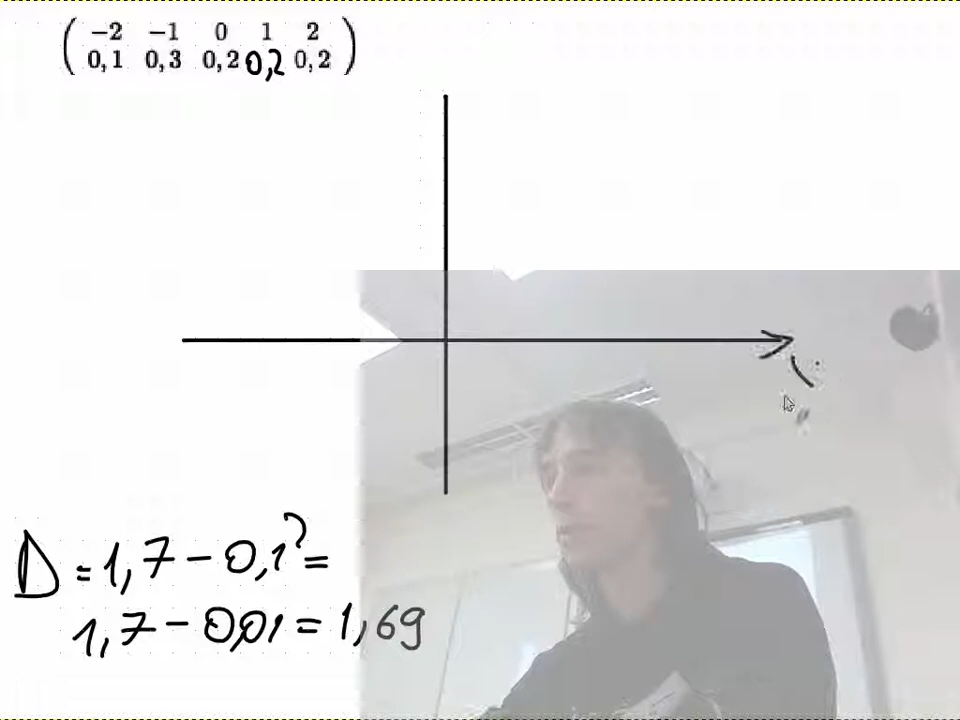 −2 −1 0 1 2
0,1 0,3 0,2 0,2 0,2
D = 1,7 − 0,1² =
1,7 − 0,01 = 1,69